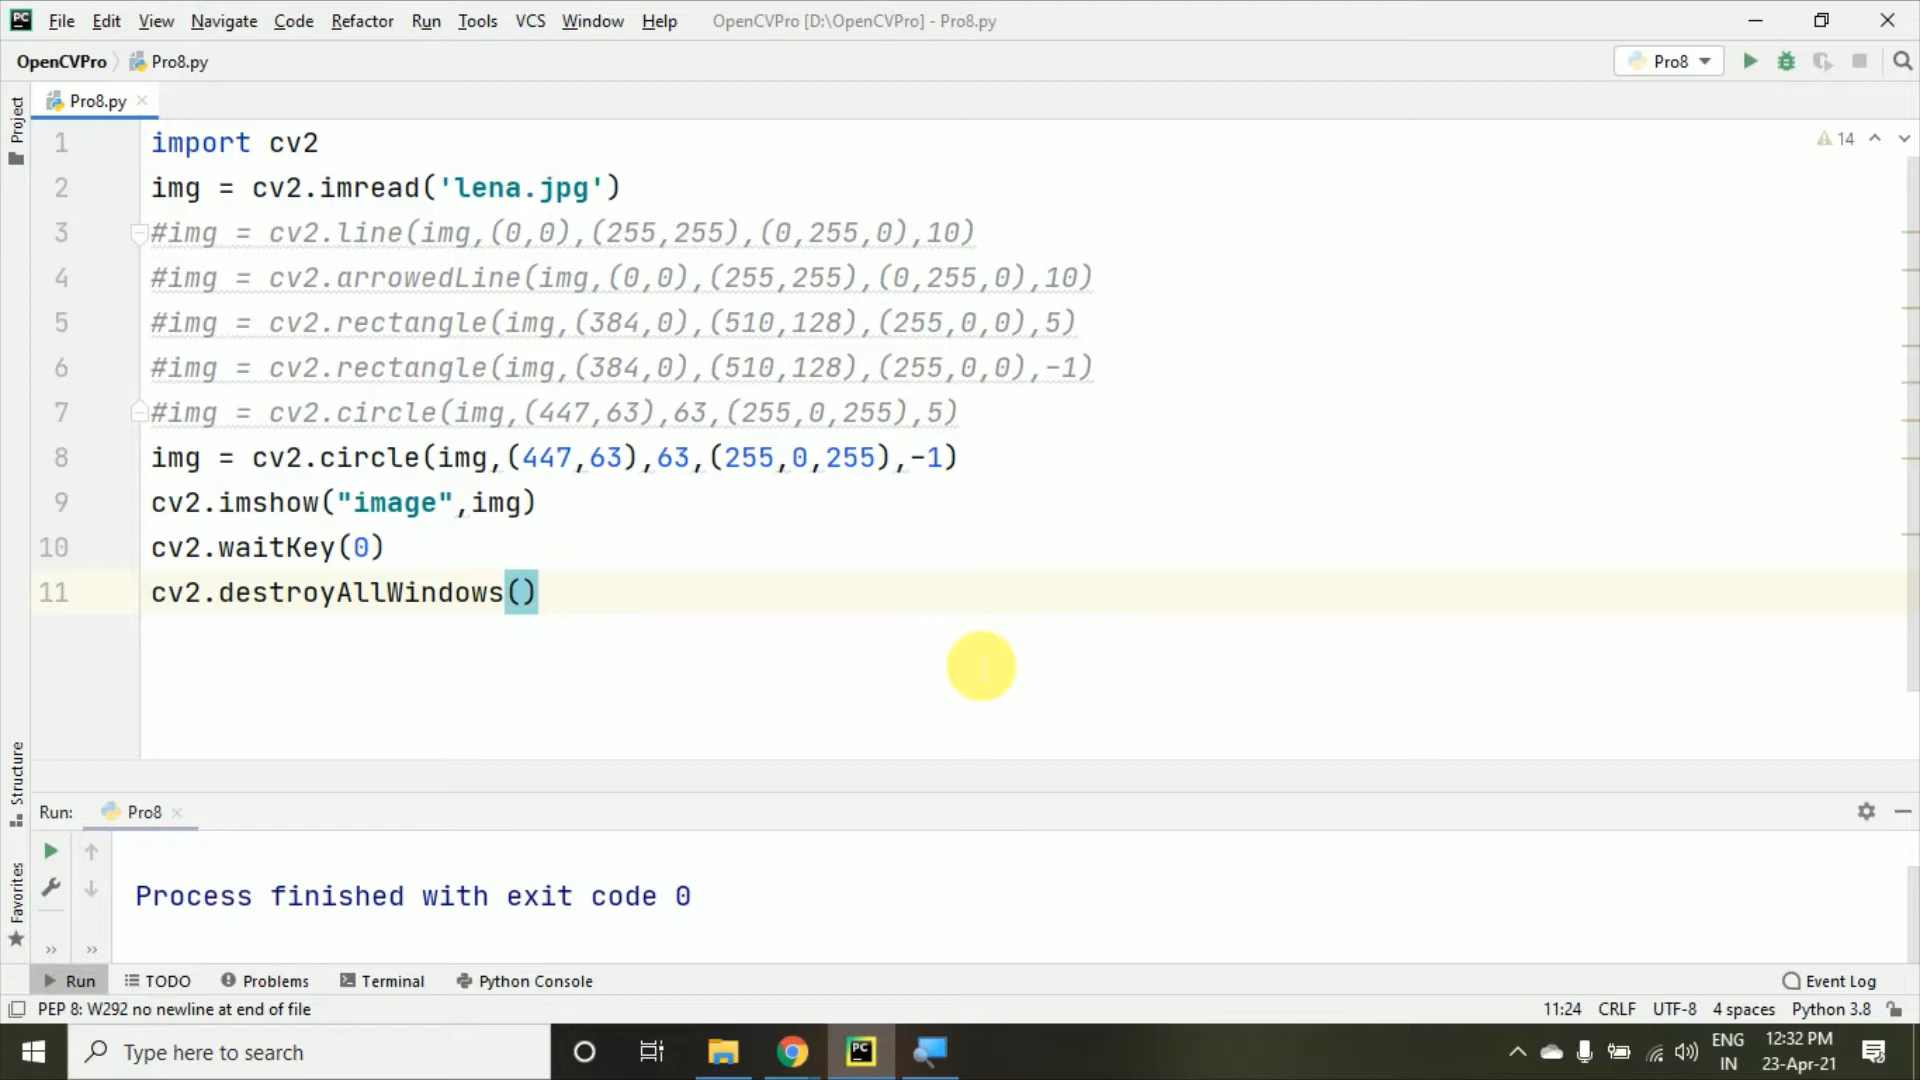 PC File Edit View Navigate Code Refactor Run Tools VCS Window Help OpenCVPro [D:\OpenCVPro] - Pro8.py
OpenCVPro Pro8.py Pro8
Project
Pro8.py
14
1 import cv2
2 img = cv2.imread('lena.jpg')
3 #img = cv2.line(img,(0,0),(255,255),(0,255,0),10)
4 #img = cv2.arrowedLine(img,(0,0),(255,255),(0,255,0),10)
5 #img = cv2.rectangle(img,(384,0),(510,128),(255,0,0),5)
6 #img = cv2.rectangle(img,(384,0),(510,128),(255,0,0),-1)
7 #img = cv2.circle(img,(447,63),63,(255,0,255),5)
8 img = cv2.circle(img,(447,63),63,(255,0,255),-1)
9 cv2.imshow("image",img)
10 cv2.waitKey(0)
11 cv2.destroyAllWindows()
Structure
Favorites
Run: Pro8
Process finished with exit code 0
Run TODO Problems Terminal Python Console Event Log
PEP 8: W292 no newline at end of file 11:24 CRLF UTF-8 4 spaces Python 3.8
Type here to search PC ENG 12:32 PM
IN 23-Apr-21